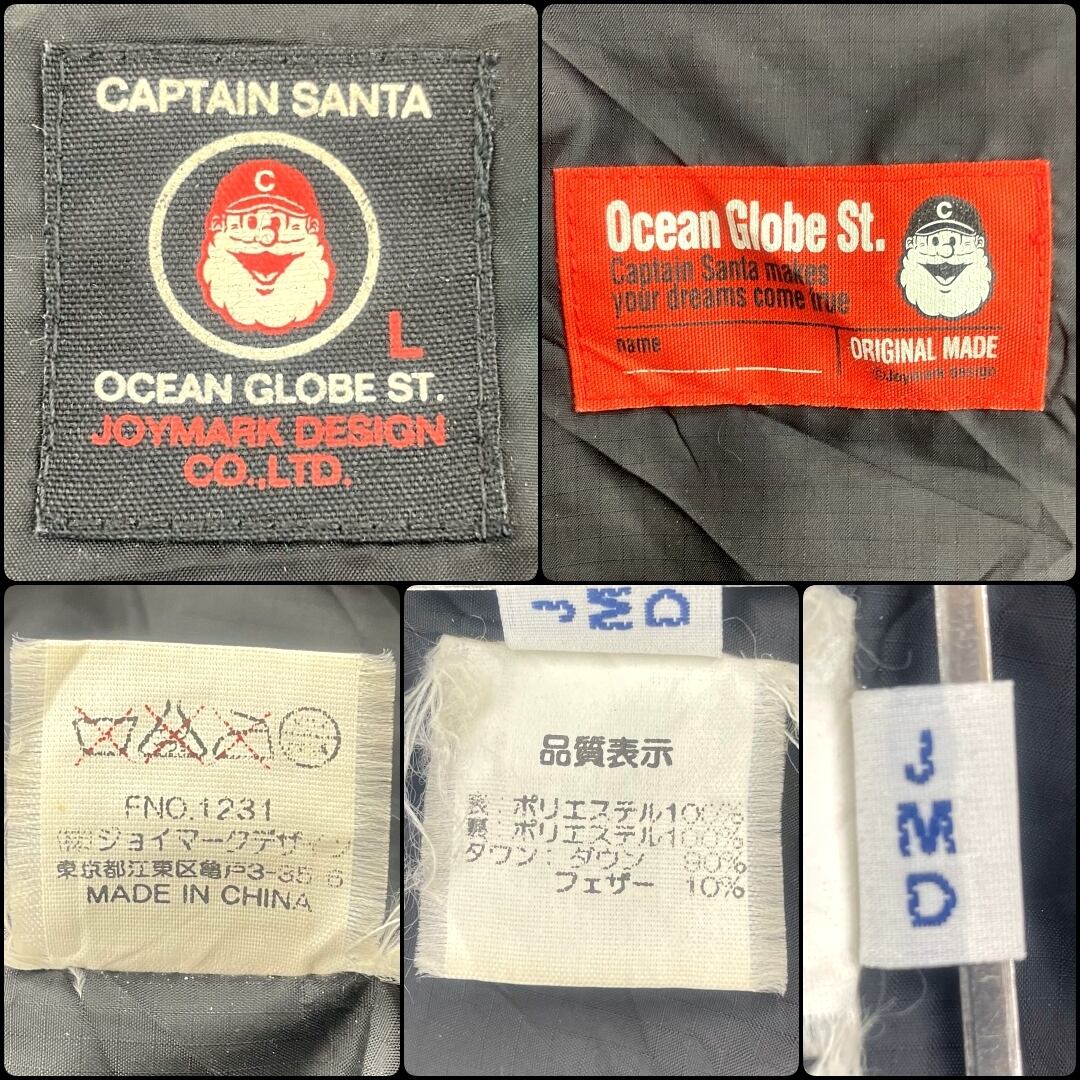 CAPTAIN SANTA
C
L
OCEAN GLOBE ST.
JOYMARK DESIGN
CO.,LTD.
Ocean Globe St.
C
Captain Santa makes
your dreams come true
name
ORIGINAL MADE
©Joymark design
FNO.1231
(株)ジョイマークデザイン
東京都江東区亀戸3-35-6
MADE IN CHINA
JMD
品質表示
表:ポリエステル100%
裏:ポリエステル100%
ダウン:ダウン 90%
フェザー 10%
JMD